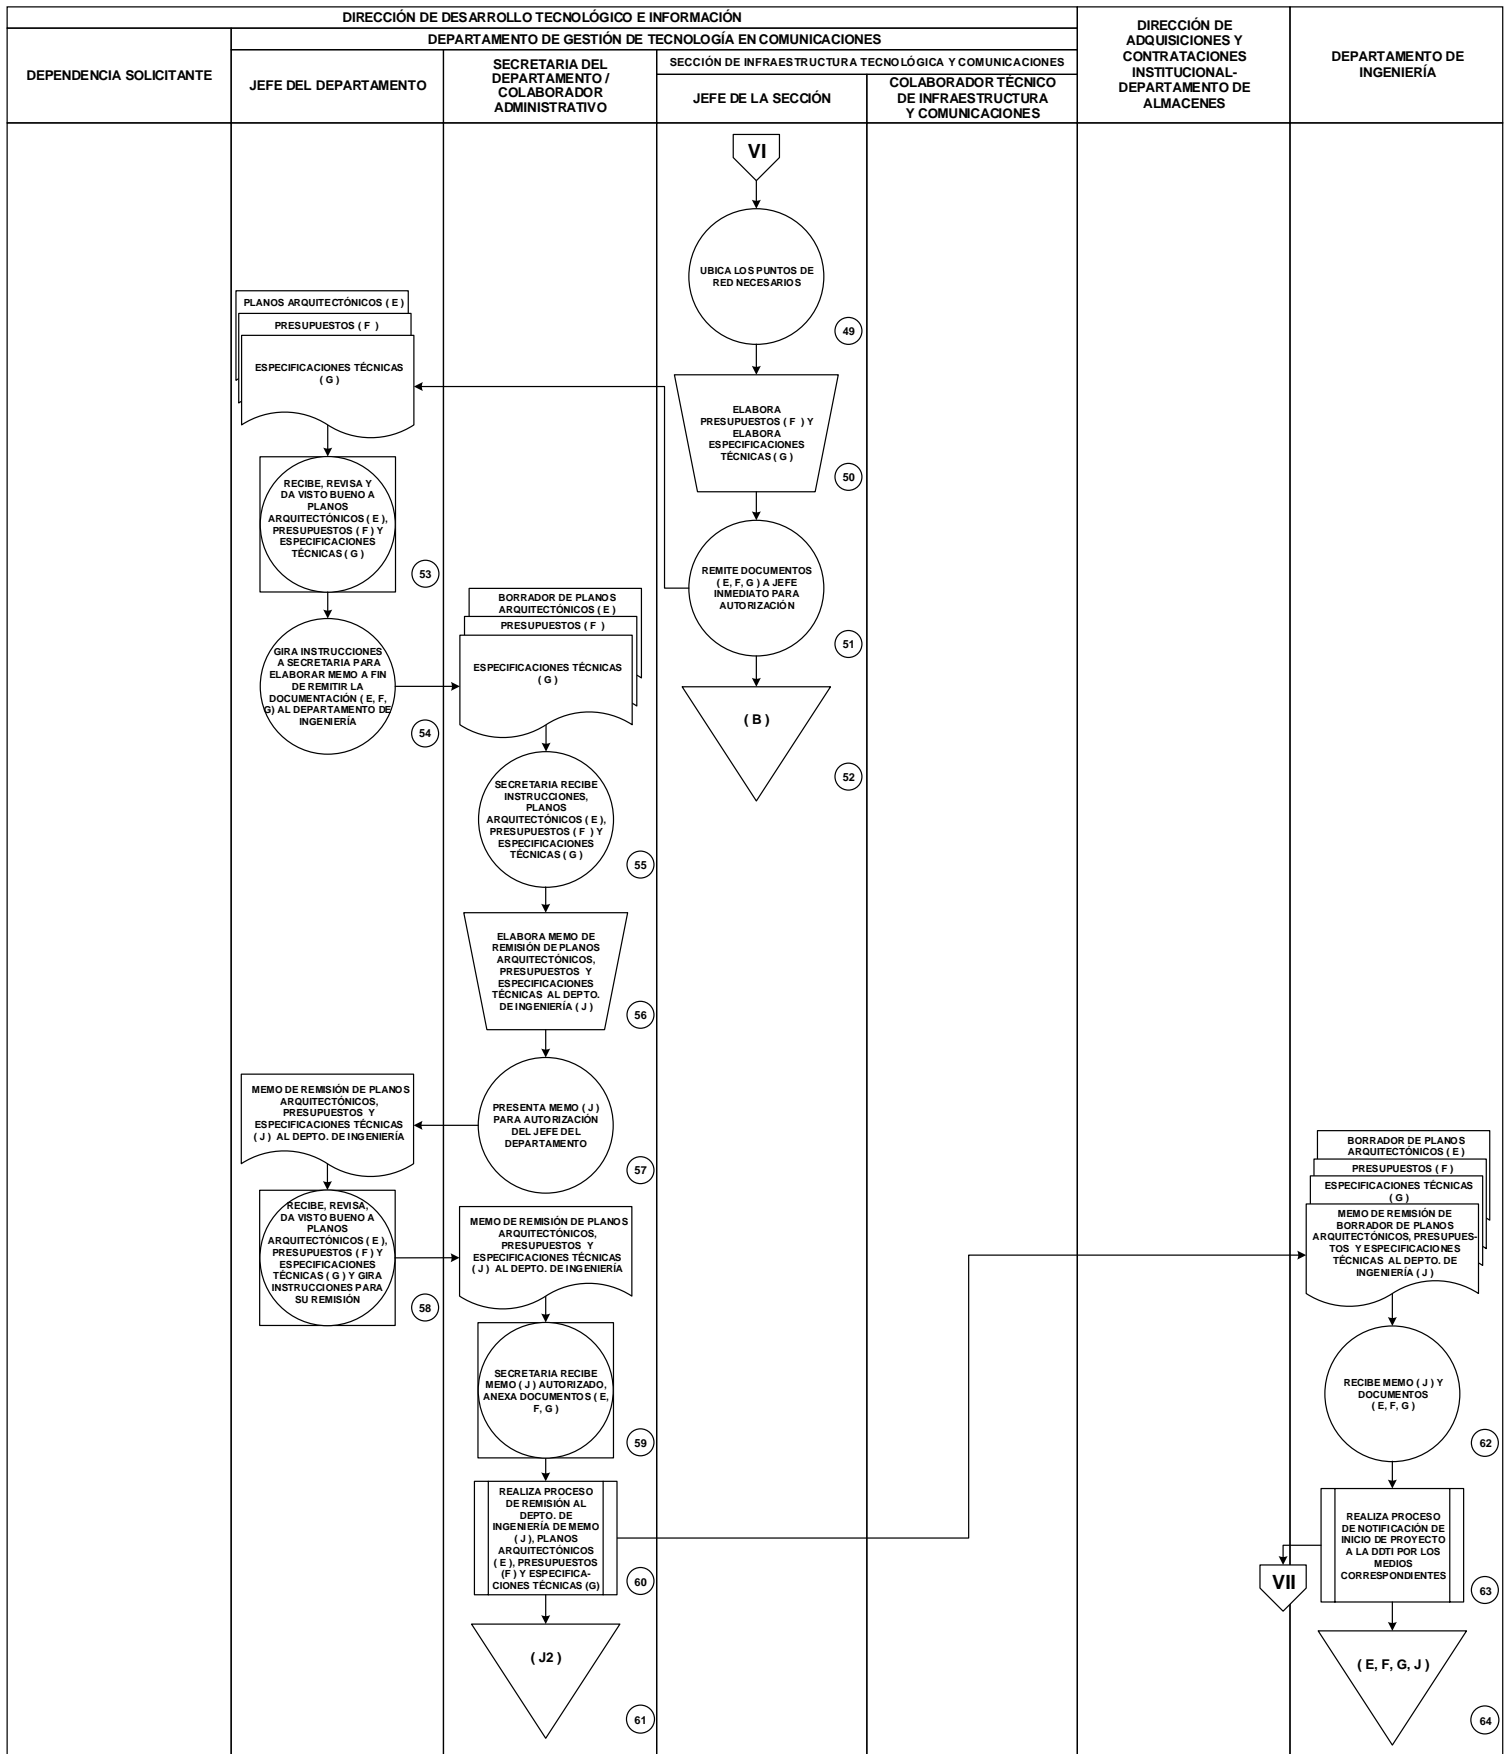 DIRECCIÓN DE DESARROLLO TECNOLÓGICO E INFORMACIÓN
DEPENDENCIA SOLICITANTE
DEPARTAMENTO DE GESTIÓN DE TECNOLOGÍA EN COMUNICACIONES
JEFE DEL DEPARTAMENTO
SECRETARIA DEL
DEPARTAMENTO /
COLABORADOR
ADMINISTRATIVO
SECCIÓN DE INFRAESTRUCTURA TECNOLÓGICA Y COMUNICACIONES
JEFE DE LA SECCIÓN
COLABORADOR TÉCNICO
DE INFRAESTRUCTURA
Y COMUNICACIONES
DIRECCIÓN DE
ADQUISICIONES Y
CONTRATACIONES
INSTITUCIONAL-
DEPARTAMENTO DE
ALMACENES
DEPARTAMENTO DE
INGENIERÍA
VI
UBICA LOS PUNTOS DE
RED NECESARIOS
49
ELABORA
PRESUPUESTOS ( F ) Y
ELABORA
ESPECIFICACIONES
TÉCNICAS ( G )
50
REMITE DOCUMENTOS
( E, F, G ) A JEFE
INMEDIATO PARA
AUTORIZACIÓN
51
( B )
52
PLANOS ARQUITECTÓNICOS ( E )
PRESUPUESTOS ( F )
ESPECIFICACIONES TÉCNICAS
( G )
RECIBE, REVISA Y
DA VISTO BUENO A
PLANOS
ARQUITECTÓNICOS ( E ),
PRESUPUESTOS ( F ) Y
ESPECIFICACIONES
TÉCNICAS ( G )
53
GIRA INSTRUCCIONES
A SECRETARIA PARA
ELABORAR MEMO A FIN
DE REMITIR LA
DOCUMENTACIÓN ( E, F,
G) AL DEPARTAMENTO DE
INGENIERÍA
54
BORRADOR DE PLANOS
ARQUITECTÓNICOS ( E )
PRESUPUESTOS ( F )
ESPECIFICACIONES TÉCNICAS
( G )
SECRETARIA RECIBE
INSTRUCCIONES,
PLANOS
ARQUITECTÓNICOS ( E ),
PRESUPUESTOS ( F ) Y
ESPECIFICACIONES
TÉCNICAS ( G )
55
ELABORA MEMO DE
REMISIÓN DE PLANOS
ARQUITECTÓNICOS,
PRESUPUESTOS Y
ESPECIFICACIONES
TÉCNICAS AL DEPTO.
DE INGENIERÍA ( J )
56
PRESENTA MEMO ( J )
PARA AUTORIZACIÓN
DEL JEFE DEL
DEPARTAMENTO
57
MEMO DE REMISIÓN DE PLANOS
ARQUITECTÓNICOS,
PRESUPUESTOS Y
ESPECIFICACIONES TÉCNICAS
( J ) AL DEPTO. DE INGENIERÍA
RECIBE, REVISA,
DA VISTO BUENO A
PLANOS
ARQUITECTÓNICOS ( E ),
PRESUPUESTOS ( F ) Y
ESPECIFICACIONES
TÉCNICAS ( G ) Y GIRA
INSTRUCCIONES PARA
SU REMISIÓN
58
MEMO DE REMISIÓN DE PLANOS
ARQUITECTÓNICOS,
PRESUPUESTOS Y
ESPECIFICACIONES TÉCNICAS
( J ) AL DEPTO. DE INGENIERÍA
SECRETARIA RECIBE
MEMO ( J ) AUTORIZADO,
ANEXA DOCUMENTOS ( E,
F, G )
59
REALIZA PROCESO
DE REMISIÓN AL
DEPTO. DE
INGENIERÍA DE MEMO
( J ), PLANOS
ARQUITECTÓNICOS
( E ), PRESUPUESTOS
(F) Y ESPECIFICA-
CIONES TÉCNICAS (G)
60
( J2 )
61
BORRADOR DE PLANOS
ARQUITECTÓNICOS ( E )
PRESUPUESTOS ( F )
ESPECIFICACIONES TÉCNICAS
( G )
MEMO DE REMISIÓN DE
BORRADOR DE PLANOS
ARQUITECTÓNICOS, PRESUPUES-
TOS Y ESPECIFICACIONES
TÉCNICAS AL DEPTO. DE
INGENIERÍA ( J )
RECIBE MEMO ( J ) Y
DOCUMENTOS
( E, F, G )
62
REALIZA PROCESO
DE NOTIFICACIÓN DE
INICIO DE PROYECTO
A LA DDTI POR LOS
MEDIOS
CORRESPONDIENTES
63
VII
( E, F, G, J )
64